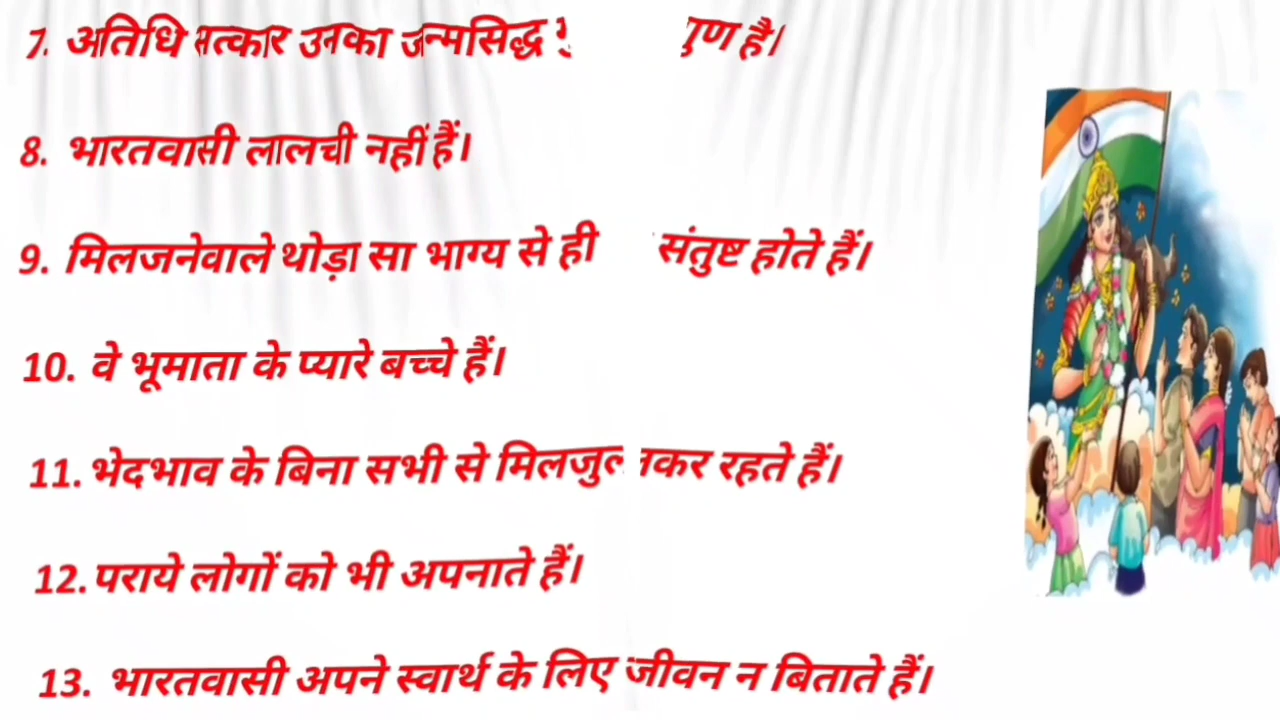 7. अतिधि सत्कार उनका जन्मसिद्ध गुण है।
8. भारतवासी लालची नहीं हैं।
9. मिलजनेवाले थोड़ा सा भाग्य से ही संतुष्ट होते हैं।
10. वे भूमाता के प्यारे बच्चे हैं।
11. भेदभाव के बिना सभी से मिलजुलकर रहते हैं।
12. पराये लोगों को भी अपनाते हैं।
13. भारतवासी अपने स्वार्थ के लिए जीवन न बिताते हैं।